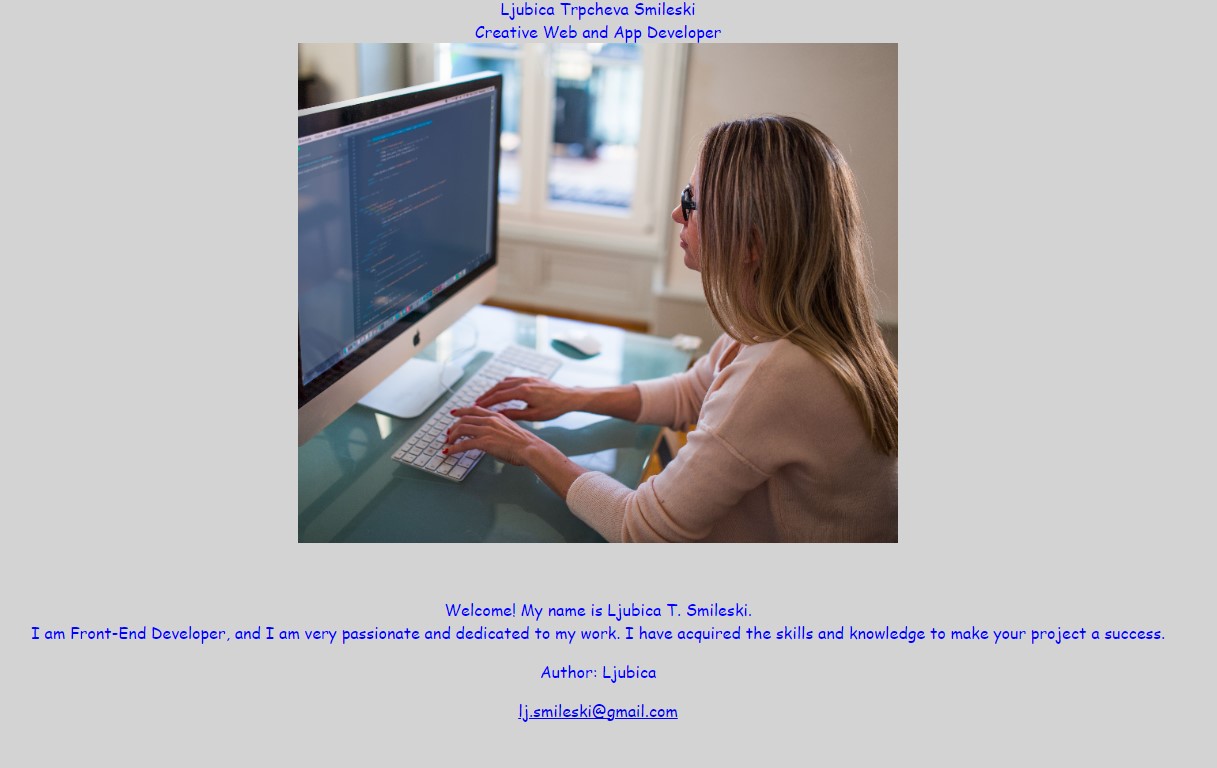 Ljubica Trpcheva Smileski
Creative Web and App Developer
Welcome! My name is Ljubica T. Smileski.
I am Front-End Developer, and I am very passionate and dedicated to my work. I have acquired the skills and knowledge to make your project a success.
Author: Ljubica
lj.smileski@gmail.com